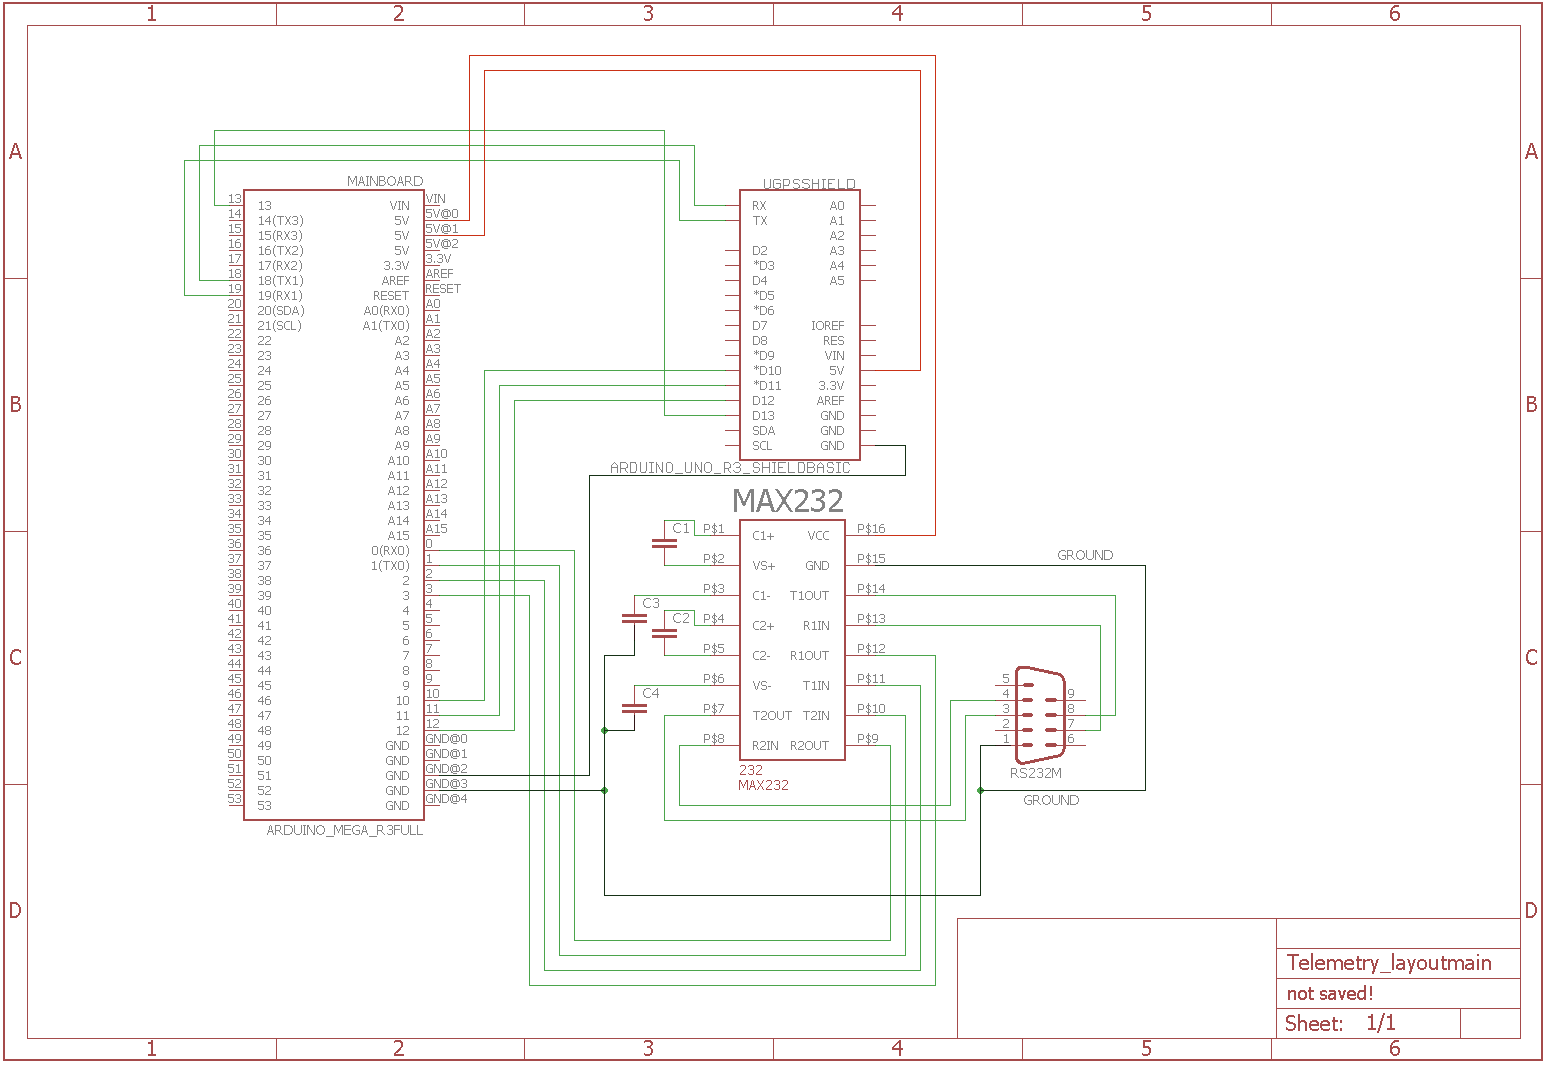 1 2 3 4 5 6
A A
B B
C C
D D
MAINBOARD
13 13 VIN VIN
14 14(TX3) 5V 5V@0
15 15(RX3) 5V 5V@1
16 16(TX2) 5V 5V@2
17 17(RX2) 3.3V 3.3V
18 18(TX1) AREF AREF
19 19(RX1) RESET RESET
20 20(SDA) A0(RX0) A0
21 21(SCL) A1(TX0) A1
22 22 A2 A2
23 23 A3 A3
24 24 A4 A4
25 25 A5 A5
26 26 A6 A6
27 27 A7 A7
28 28 A8 A8
29 29 A9 A9
30 30 A10 A10
31 31 A11 A11
32 32 A12 A12
33 33 A13 A13
34 34 A14 A14
35 35 A15 A15
36 36 0(RX0) 0
37 37 1(TX0) 1
38 38 2 2
39 39 3 3
40 40 4 4
41 41 5 5
42 42 6 6
43 43 7 7
44 44 8 8
45 45 9 9
46 46 10 10
47 47 11 11
48 48 12 12
49 49 GND GND@0
50 50 GND GND@1
51 51 GND GND@2
52 52 GND GND@3
53 53 GND GND@4
ARDUINO_MEGA_R3FULL
UGPSSHIELD
RX A0
TX A1
A2
D2 A3
*D3 A4
D4 A5
*D5
*D6
D7 IOREF
D8 RES
*D9 VIN
*D10 5V
*D11 3.3V
D12 AREF
D13 GND
SDA GND
SCL GND
ARDUINO_UNO_R3_SHIELDBASIC
MAX232
C1 P$1 C1+ VCC P$16
P$2 VS+ GND P$15
C3 P$3 C1- T1OUT P$14
C2 P$4 C2+ R1IN P$13
P$5 C2- R1OUT P$12
C4 P$6 VS- T1IN P$11
P$7 T2OUT T2IN P$10
P$8 R2IN R2OUT P$9
232
MAX232
GROUND
5
4 9
3 8
2 7
1 6
RS232M
GROUND
Telemetry_layoutmain
not saved!
Sheet: 1/1
1 2 3 4 5 6